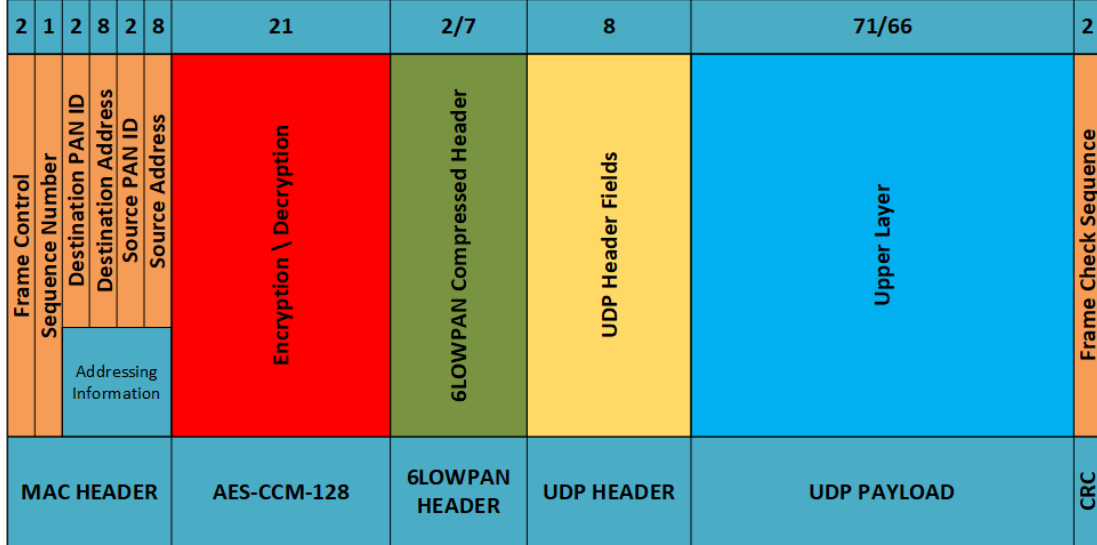 2 1 2 8 2 8 21 2/7 8 71/66 2
Frame Control
Sequence Number
Destination PAN ID
Destination Address
Source PAN ID
Source Address
Addressing
Information
Encryption \ Decryption
6LOWPAN Compressed Header
UDP Header Fields
Upper Layer
Frame Check Sequence
MAC HEADER
AES-CCM-128
6LOWPAN
HEADER
UDP HEADER
UDP PAYLOAD
CRC